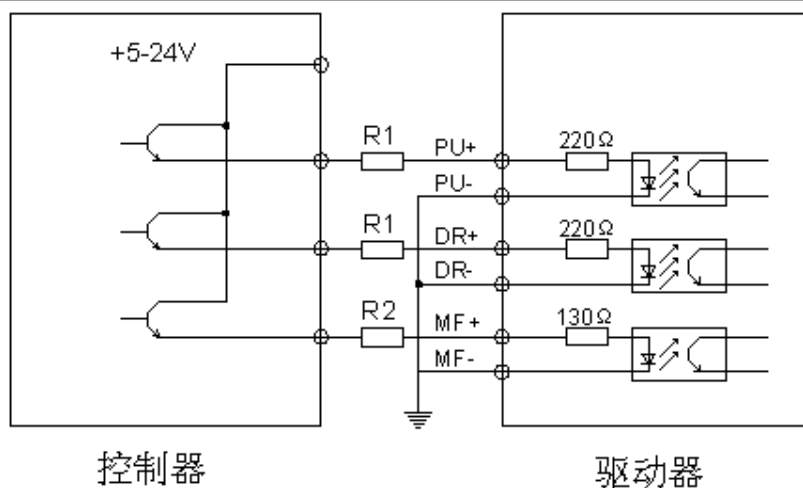 +5-24V
R1
PU+
220Ω
PU-
R1
DR+
220Ω
DR-
R2
MF+
130Ω
MF-
控制器
驱动器